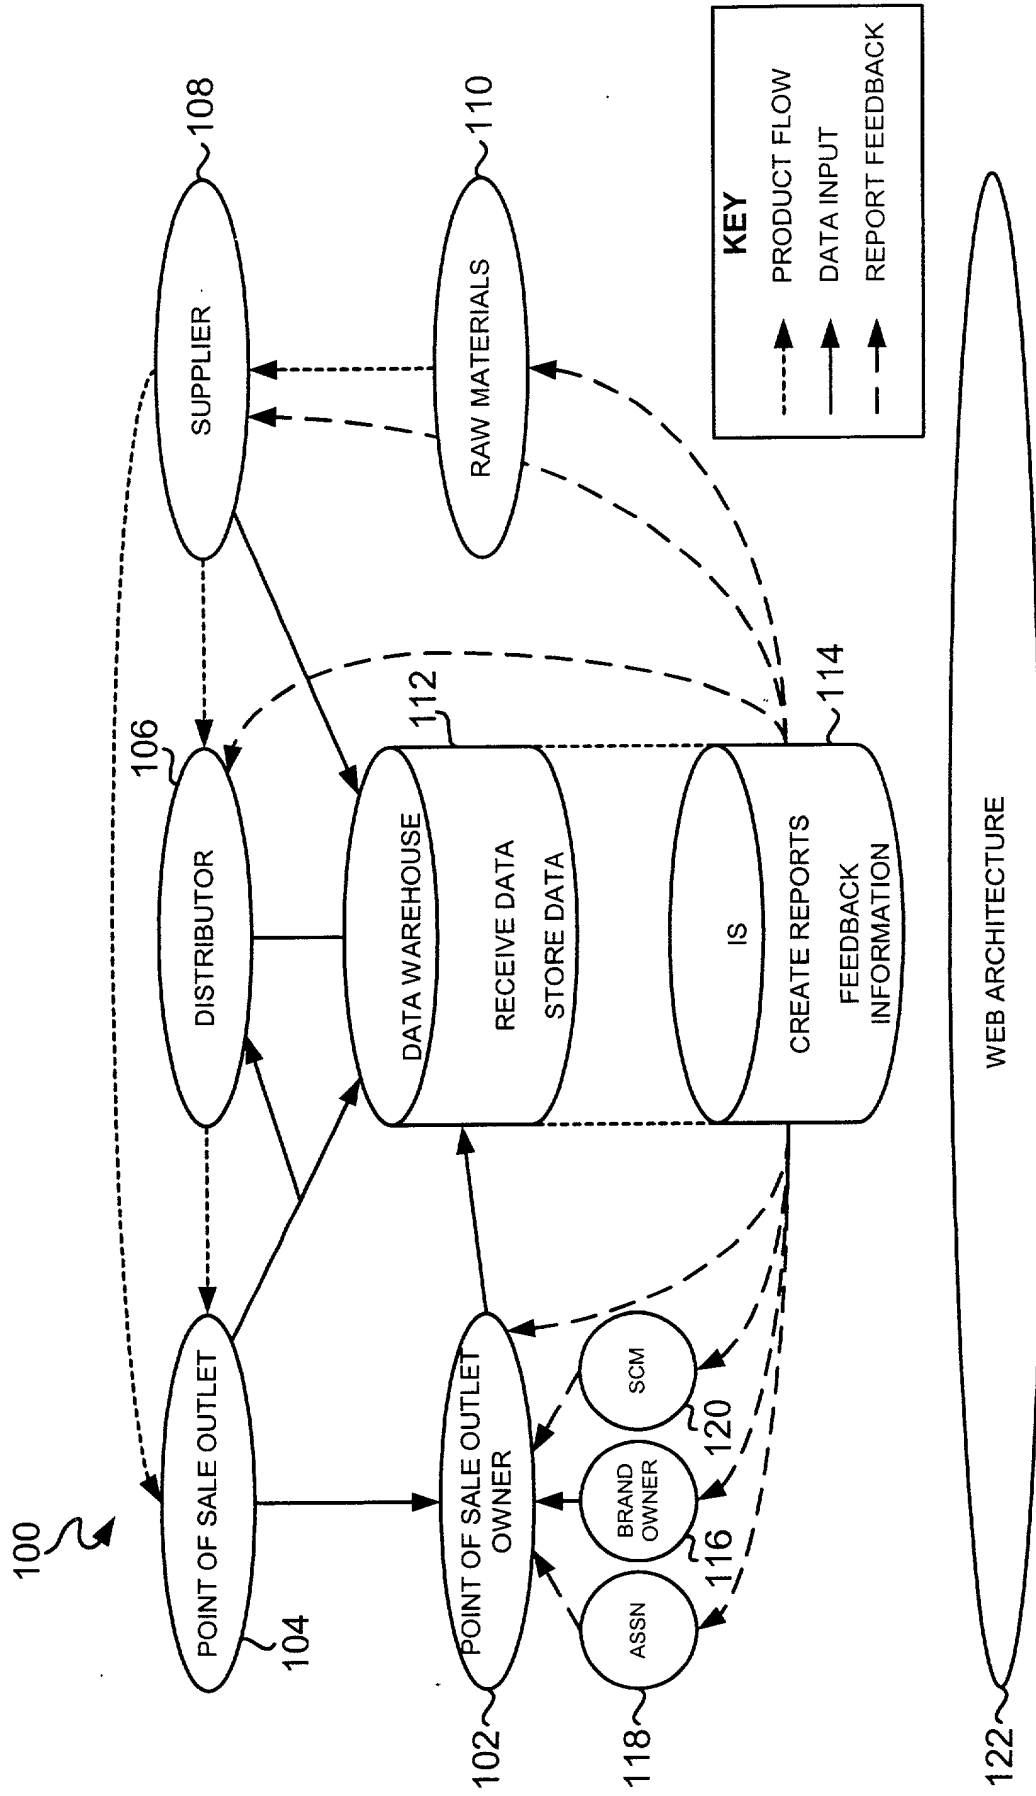 100
POINT OF SALE OUTLET
104
DISTRIBUTOR
106
SUPPLIER
108
DATA WAREHOUSE
112
RECEIVE DATA
STORE DATA
POINT OF SALE OUTLET
OWNER
102
RAW MATERIALS
110
ASSN
118
BRAND
OWNER
116
SCM
120
IS
CREATE REPORTS
FEEDBACK
INFORMATION
114
KEY
PRODUCT FLOW
DATA INPUT
REPORT FEEDBACK
WEB ARCHITECTURE
122